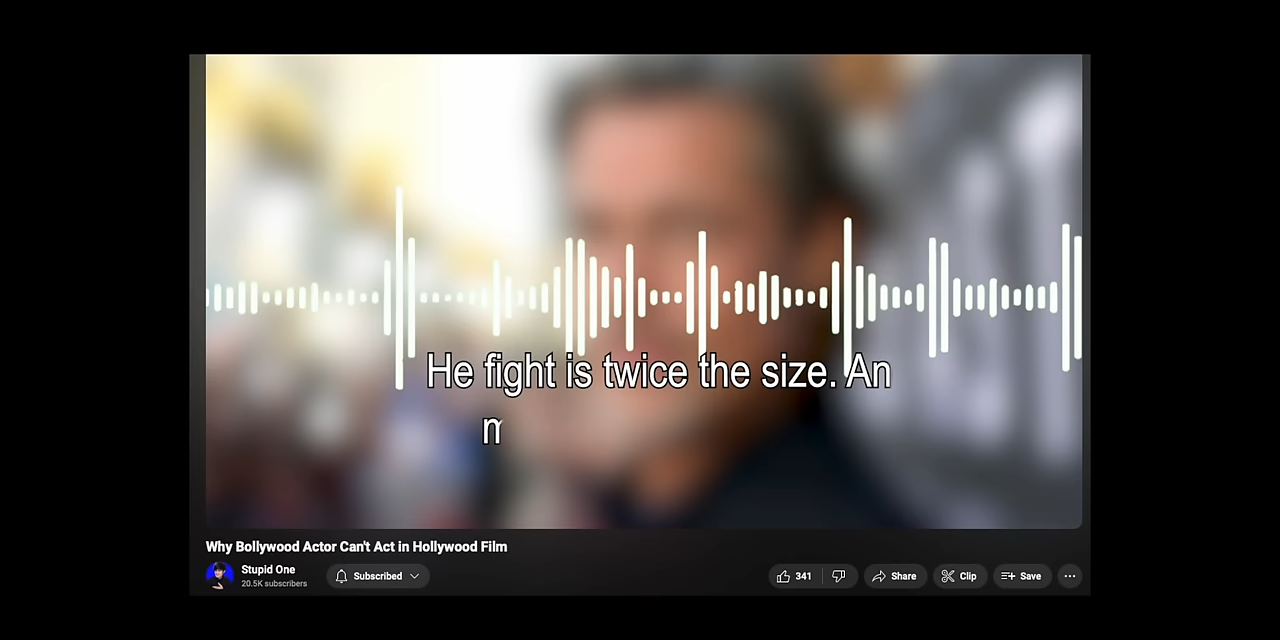 He fight is twice the size. An
n
Why Bollywood Actor Can't Act in Hollywood Film
Stupid One
20.5K subscribers
Subscribed
341
Share
Clip
Save